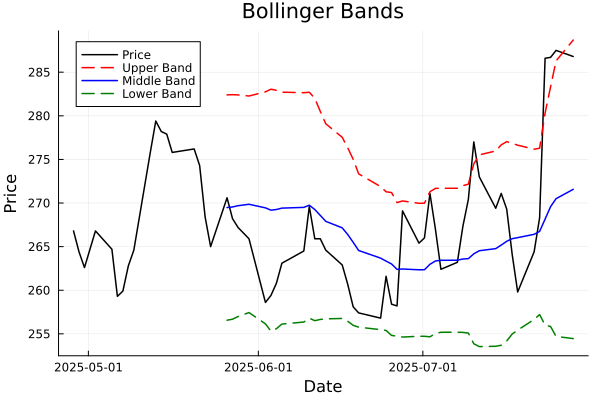 Bollinger Bands
Price
Upper Band
Middle Band
Lower Band
Price
285
280
275
270
265
260
255
2025-05-01
2025-06-01
2025-07-01
Date